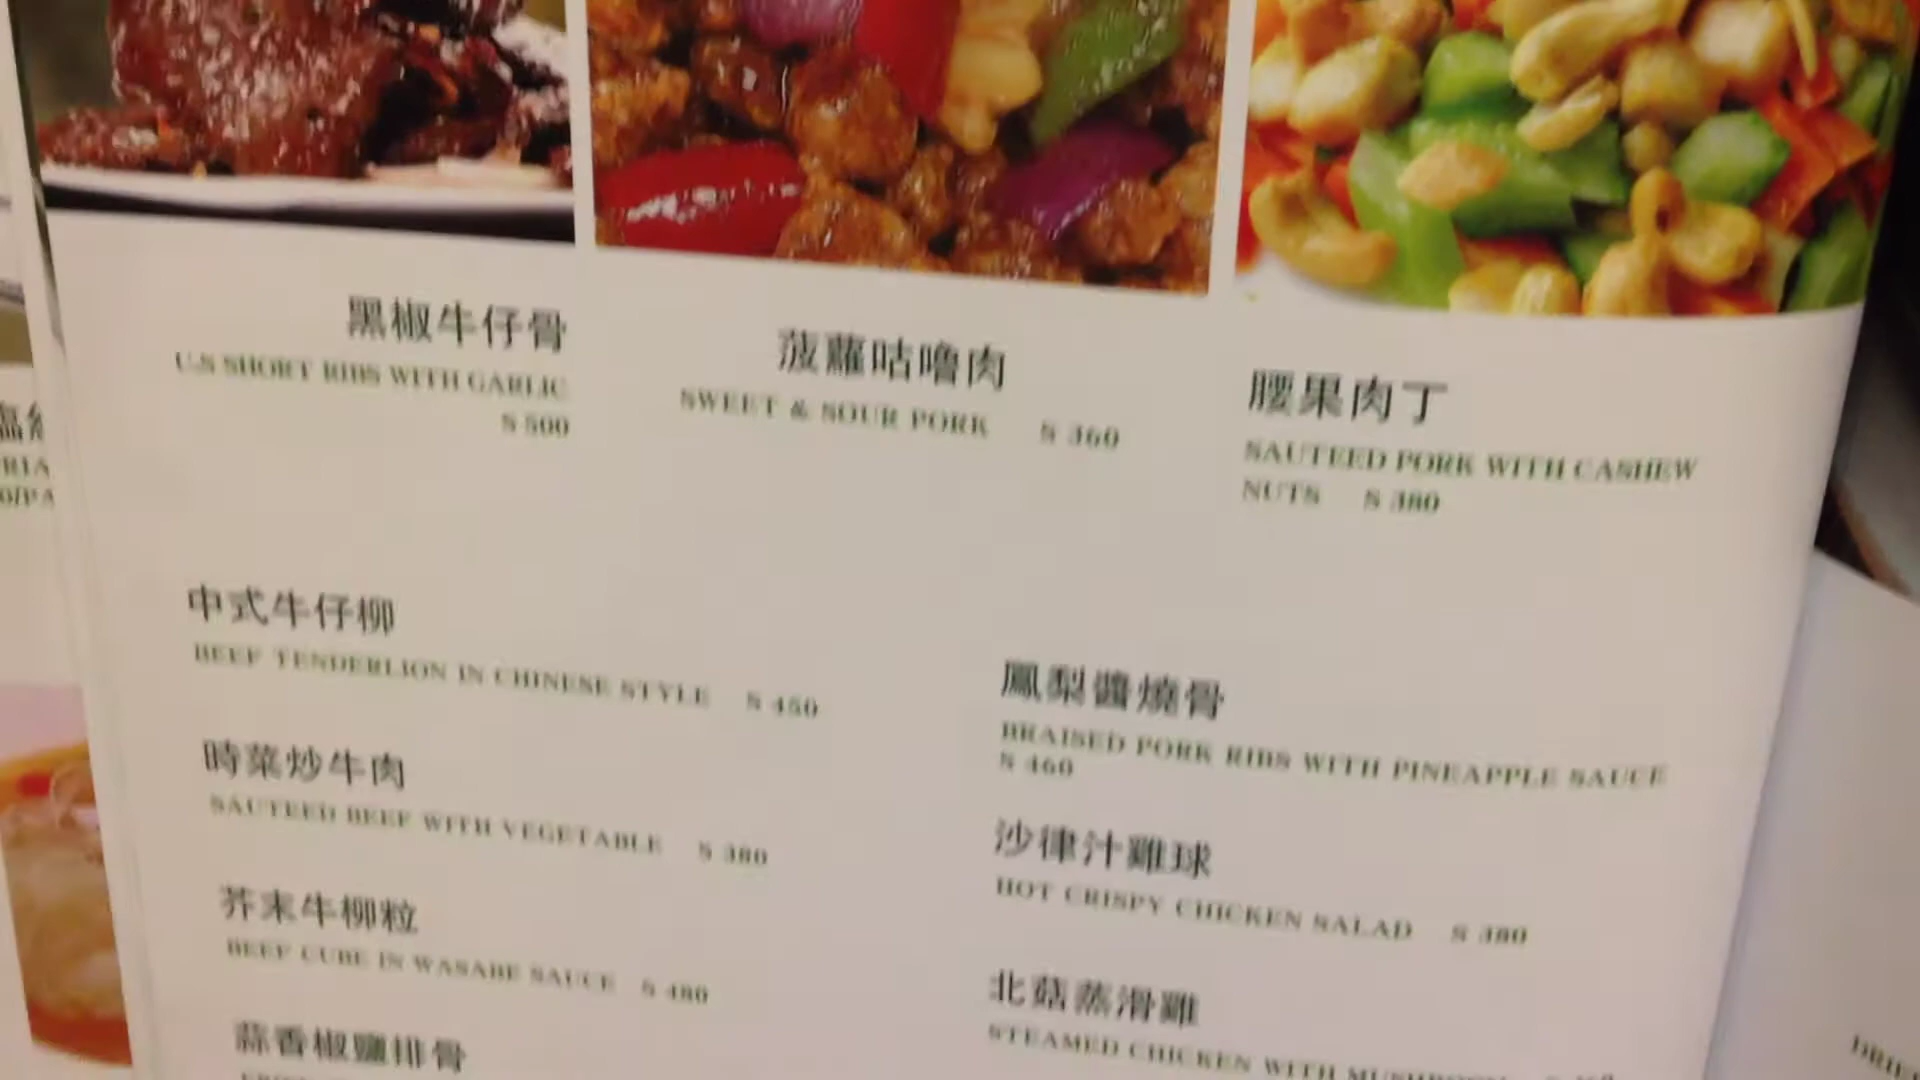 黑椒牛仔骨
U.S SHORT RIBS WITH GARLIC
$ 500
菠蘿咕嚕肉
SWEET & SOUR PORK $ 360
腰果肉丁
SAUTEED PORK WITH CASHEW
NUTS $ 380
中式牛仔柳
BEEF TENDERLION IN CHINESE STYLE $ 450
時菜炒牛肉
SAUTEED BEEF WITH VEGETABLE $ 380
芥末牛柳粒
BEEF CUBE IN WASABE SAUCE $ 480
蒜香椒鹽排骨
鳳梨醬燒骨
BRAISED PORK RIBS WITH PINEAPPLE SAUCE
$ 460
沙律汁雞球
HOT CRISPY CHICKEN SALAD $ 380
北菇蒸滑雞
STEAMED CHICKEN WITH MUSHROOM